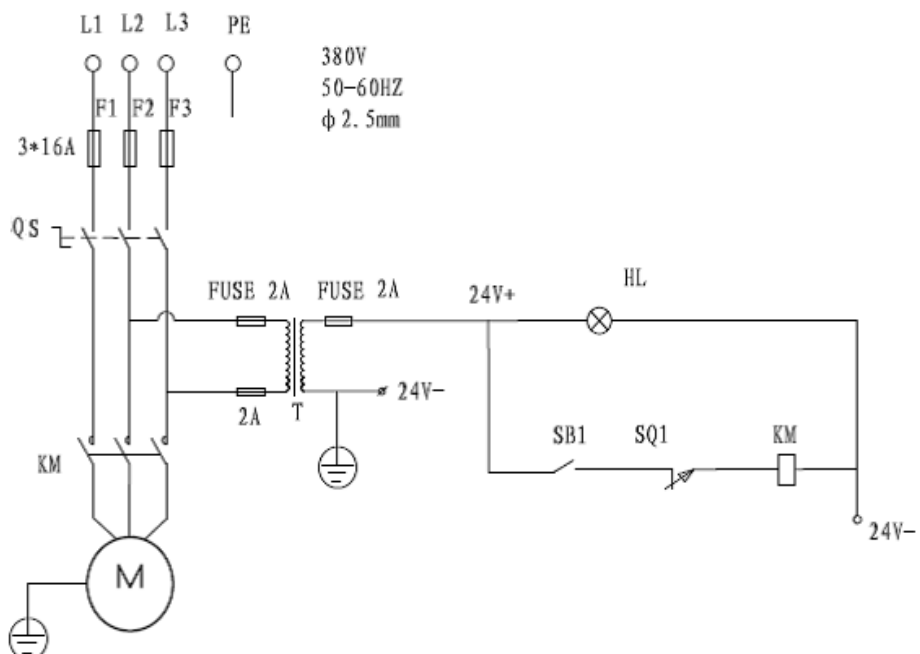 L1 L2 L3 PE
380V
50-60HZ
ϕ2.5mm
F1 F2 F3
3*16A
QS
FUSE 2A FUSE 2A 24V+ HL
2A T 24V-
SB1 SQ1 KM
KM
24V-
M